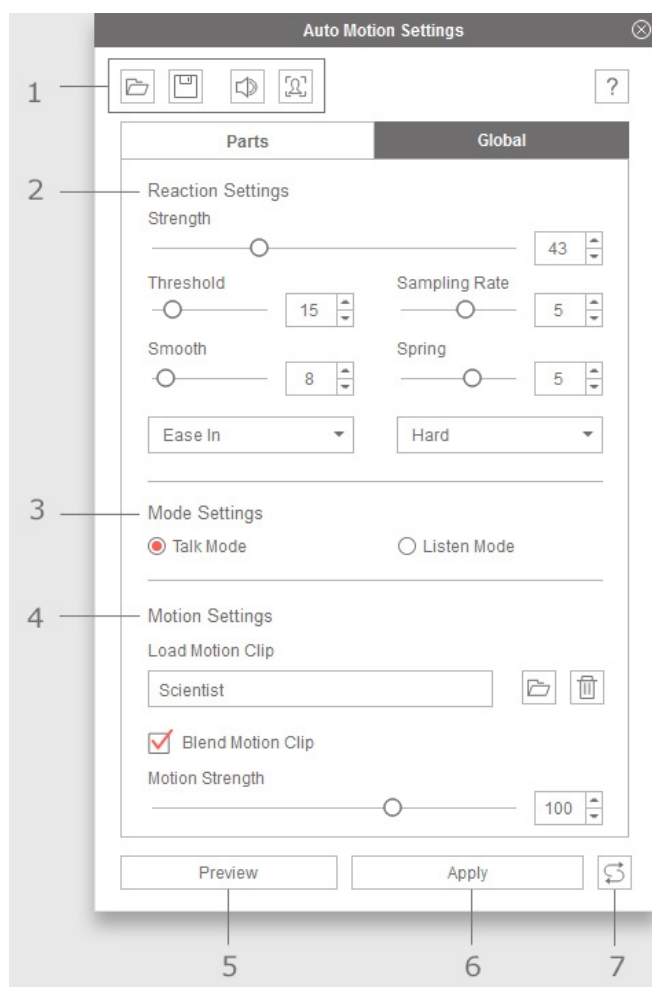 Auto Motion Settings
1
?
Parts Global
2 Reaction Settings
Strength
43
Threshold Sampling Rate
15 5
Smooth Spring
8 5
Ease In Hard
3 Mode Settings
Talk Mode Listen Mode
4 Motion Settings
Load Motion Clip
Scientist
Blend Motion Clip
Motion Strength
100
Preview Apply
5 6 7